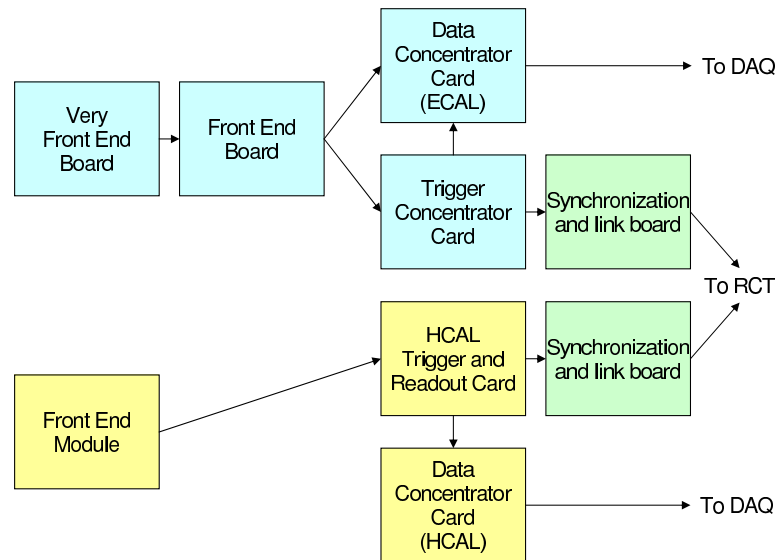 Data
Concentrator
Card
(ECAL)
To DAQ
Very
Front End
Board
Front End
Board
Trigger
Concentrator
Card
Synchronization
and link board
To RCT
HCAL
Trigger and
Readout Card
Synchronization
and link board
Front End
Module
Data
Concentrator
Card
(HCAL)
To DAQ